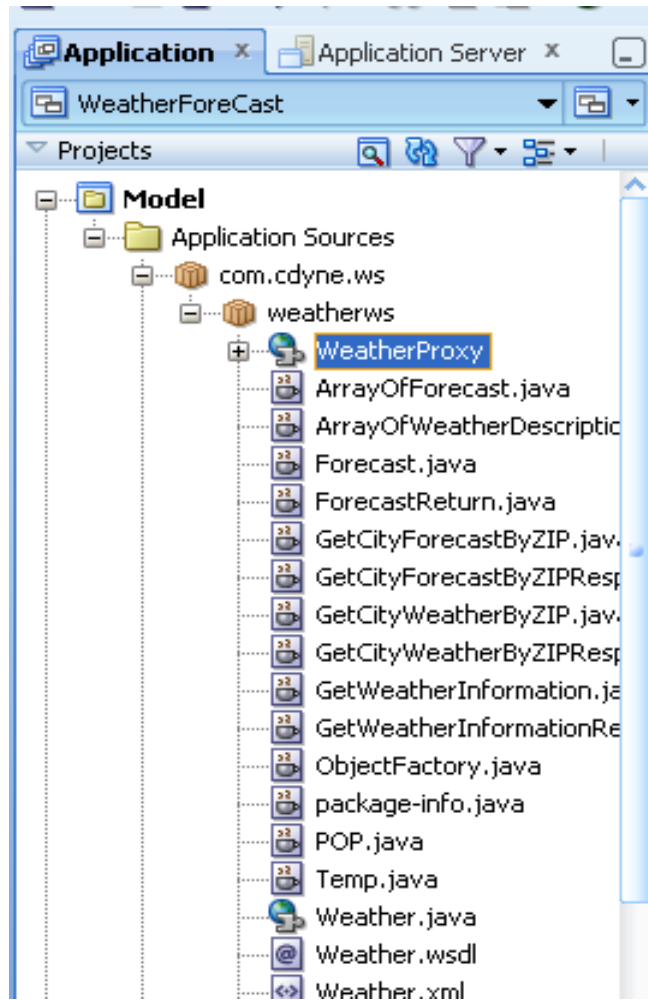 Application x Application Server x
WeatherForeCast
Projects
Model
Application Sources
com.cdyne.ws
weatherws
WeatherProxy
ArrayOfForecast.java
ArrayOfWeatherDescriptic
Forecast.java
ForecastReturn.java
GetCityForecastByZIP.jav
GetCityForecastByZIPResp
GetCityWeatherByZIP.jav
GetCityWeatherByZIPResp
GetWeatherInformation.ja
GetWeatherInformationRe
ObjectFactory.java
package-info.java
POP.java
Temp.java
Weather.java
Weather.wsdl
Weather.xml